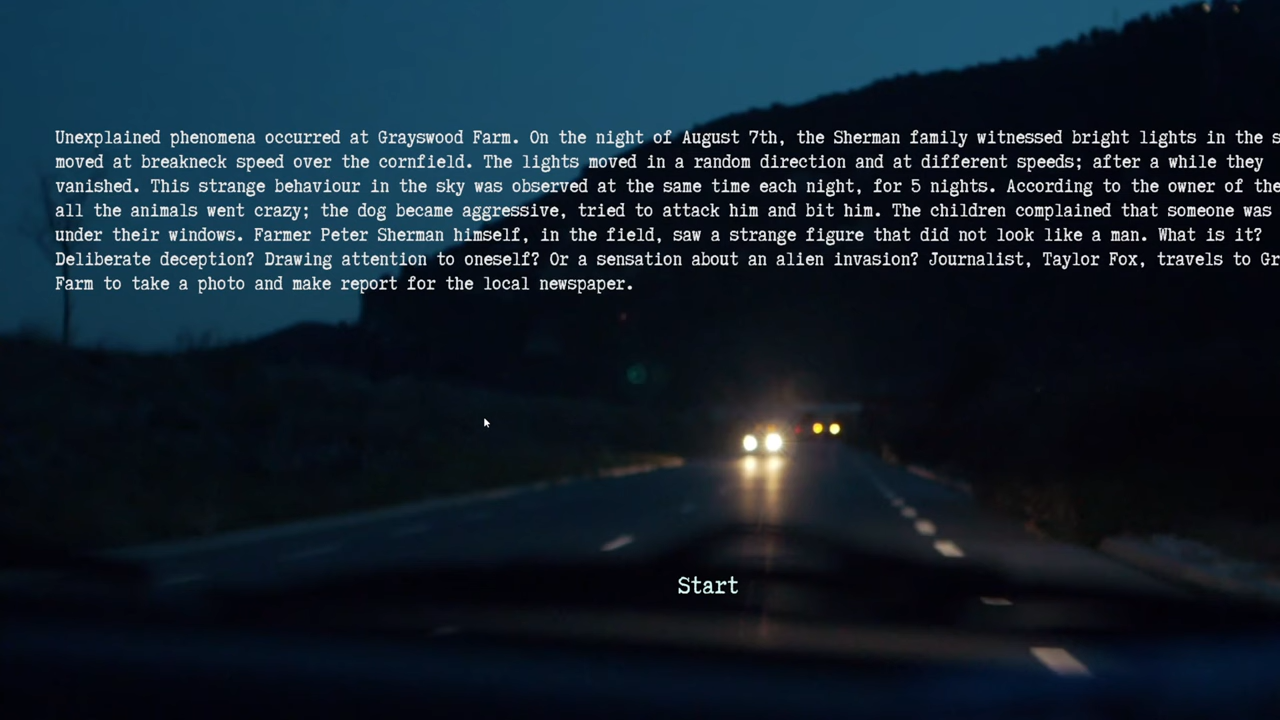 Unexplained phenomena occurred at Grayswood Farm. On the night of August 7th, the Sherman family witnessed bright lights in the
moved at breakneck speed over the cornfield. The lights moved in a random direction and at different speeds; after a while they
vanished. This strange behaviour in the sky was observed at the same time each night, for 5 nights. According to the owner of the
all the animals went crazy; the dog became aggressive, tried to attack him and bit him. The children complained that someone was
under their windows. Farmer Peter Sherman himself, in the field, saw a strange figure that did not look like a man. What is it?
Deliberate deception? Drawing attention to oneself? Or a sensation about an alien invasion? Journalist, Taylor Fox, travels to
Farm to take a photo and make report for the local newspaper.
Start